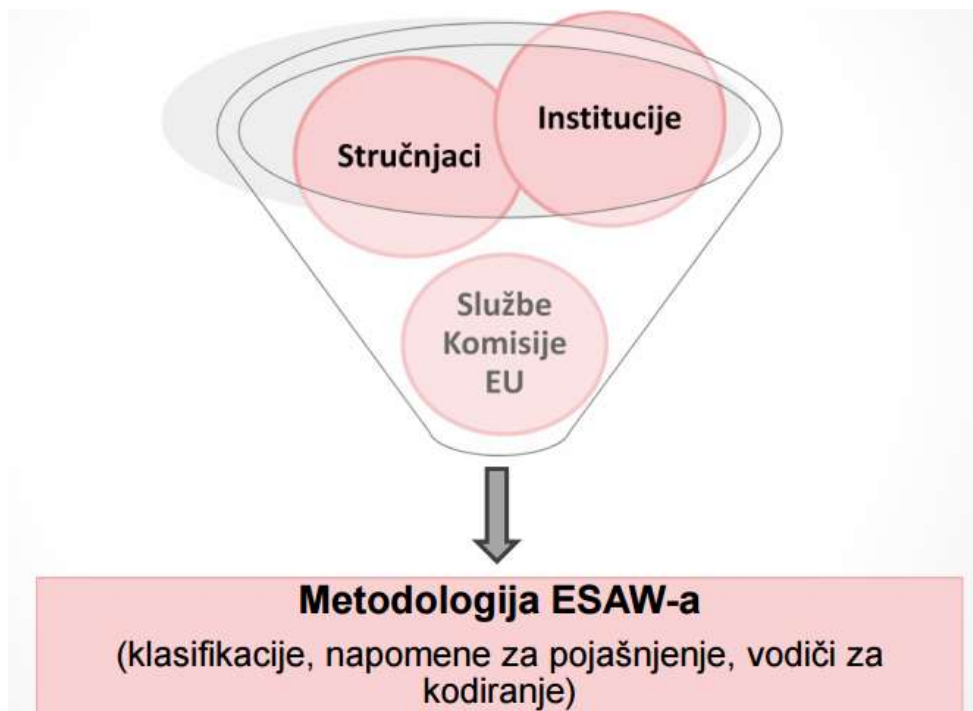 Institucije
Stručnjaci
Službe
Komisije
EU
Metodologija ESAW-a
(klasifikacije, napomene za pojašnjenje, vodiči za
kodiranje)